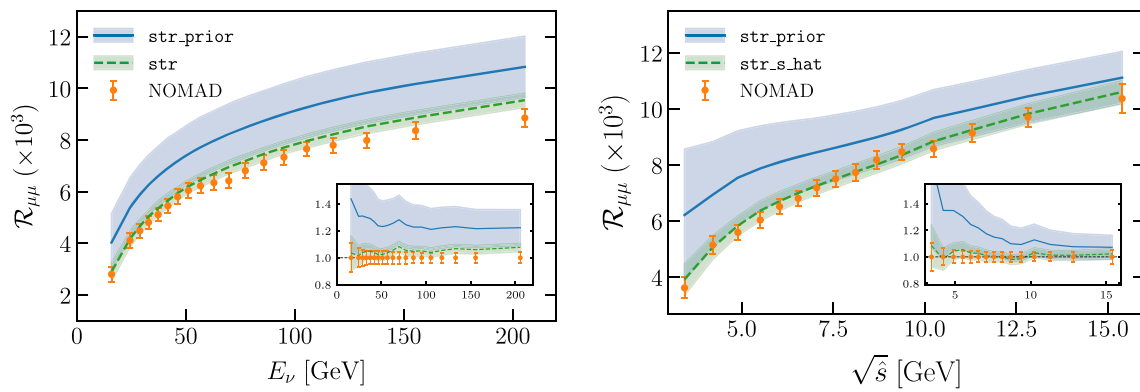 12
10
8
6
4
2
R_μμ (×10³)
str_prior
str
NOMAD
1.4
1.2
1.0
0.8
0 50 100 150 200
0 50 100 150 200
E_ν [GeV]
12
10
8
6
4
R_μμ (×10³)
str_prior
str_s_hat
NOMAD
1.4
1.2
1.0
0.8
5 10 15
5.0 7.5 10.0 12.5 15.0
√ŝ [GeV]